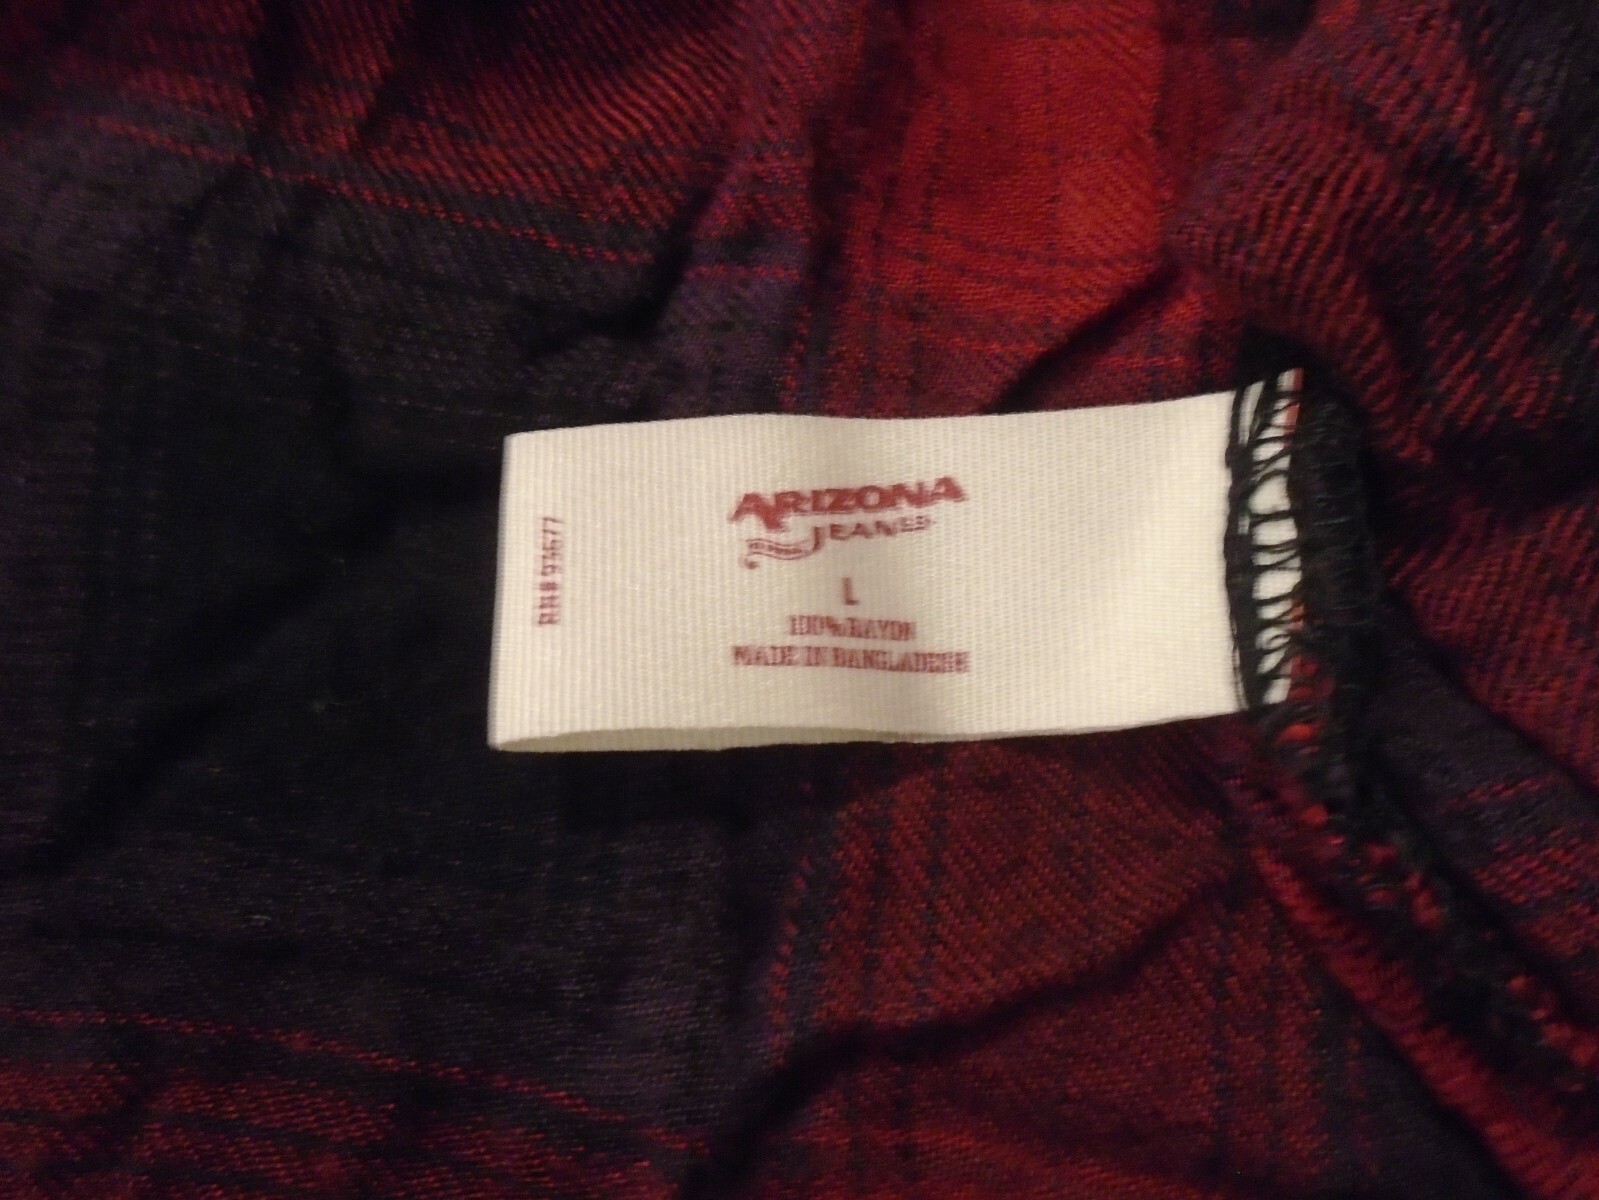 ARIZONA
JEANS
L
100% RAYON
MADE IN BANGLADESH
RN# 93677